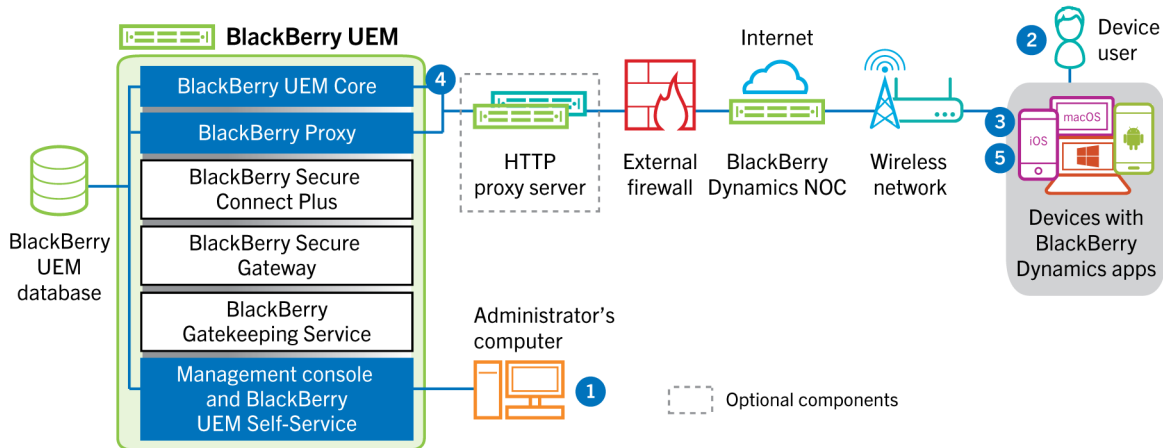 BlackBerry UEM
BlackBerry UEM Core
BlackBerry Proxy
BlackBerry Secure
Connect Plus
BlackBerry Secure
Gateway
BlackBerry
Gatekeeping Service
Management console
and BlackBerry
UEM Self-Service
BlackBerry
UEM
database
4
HTTP
proxy server
External
firewall
Internet
BlackBerry
Dynamics NOC
Wireless
network
2
Device
user
3
5
macOS
iOS
Devices with
BlackBerry
Dynamics apps
Administrator’s
computer
1
Optional components